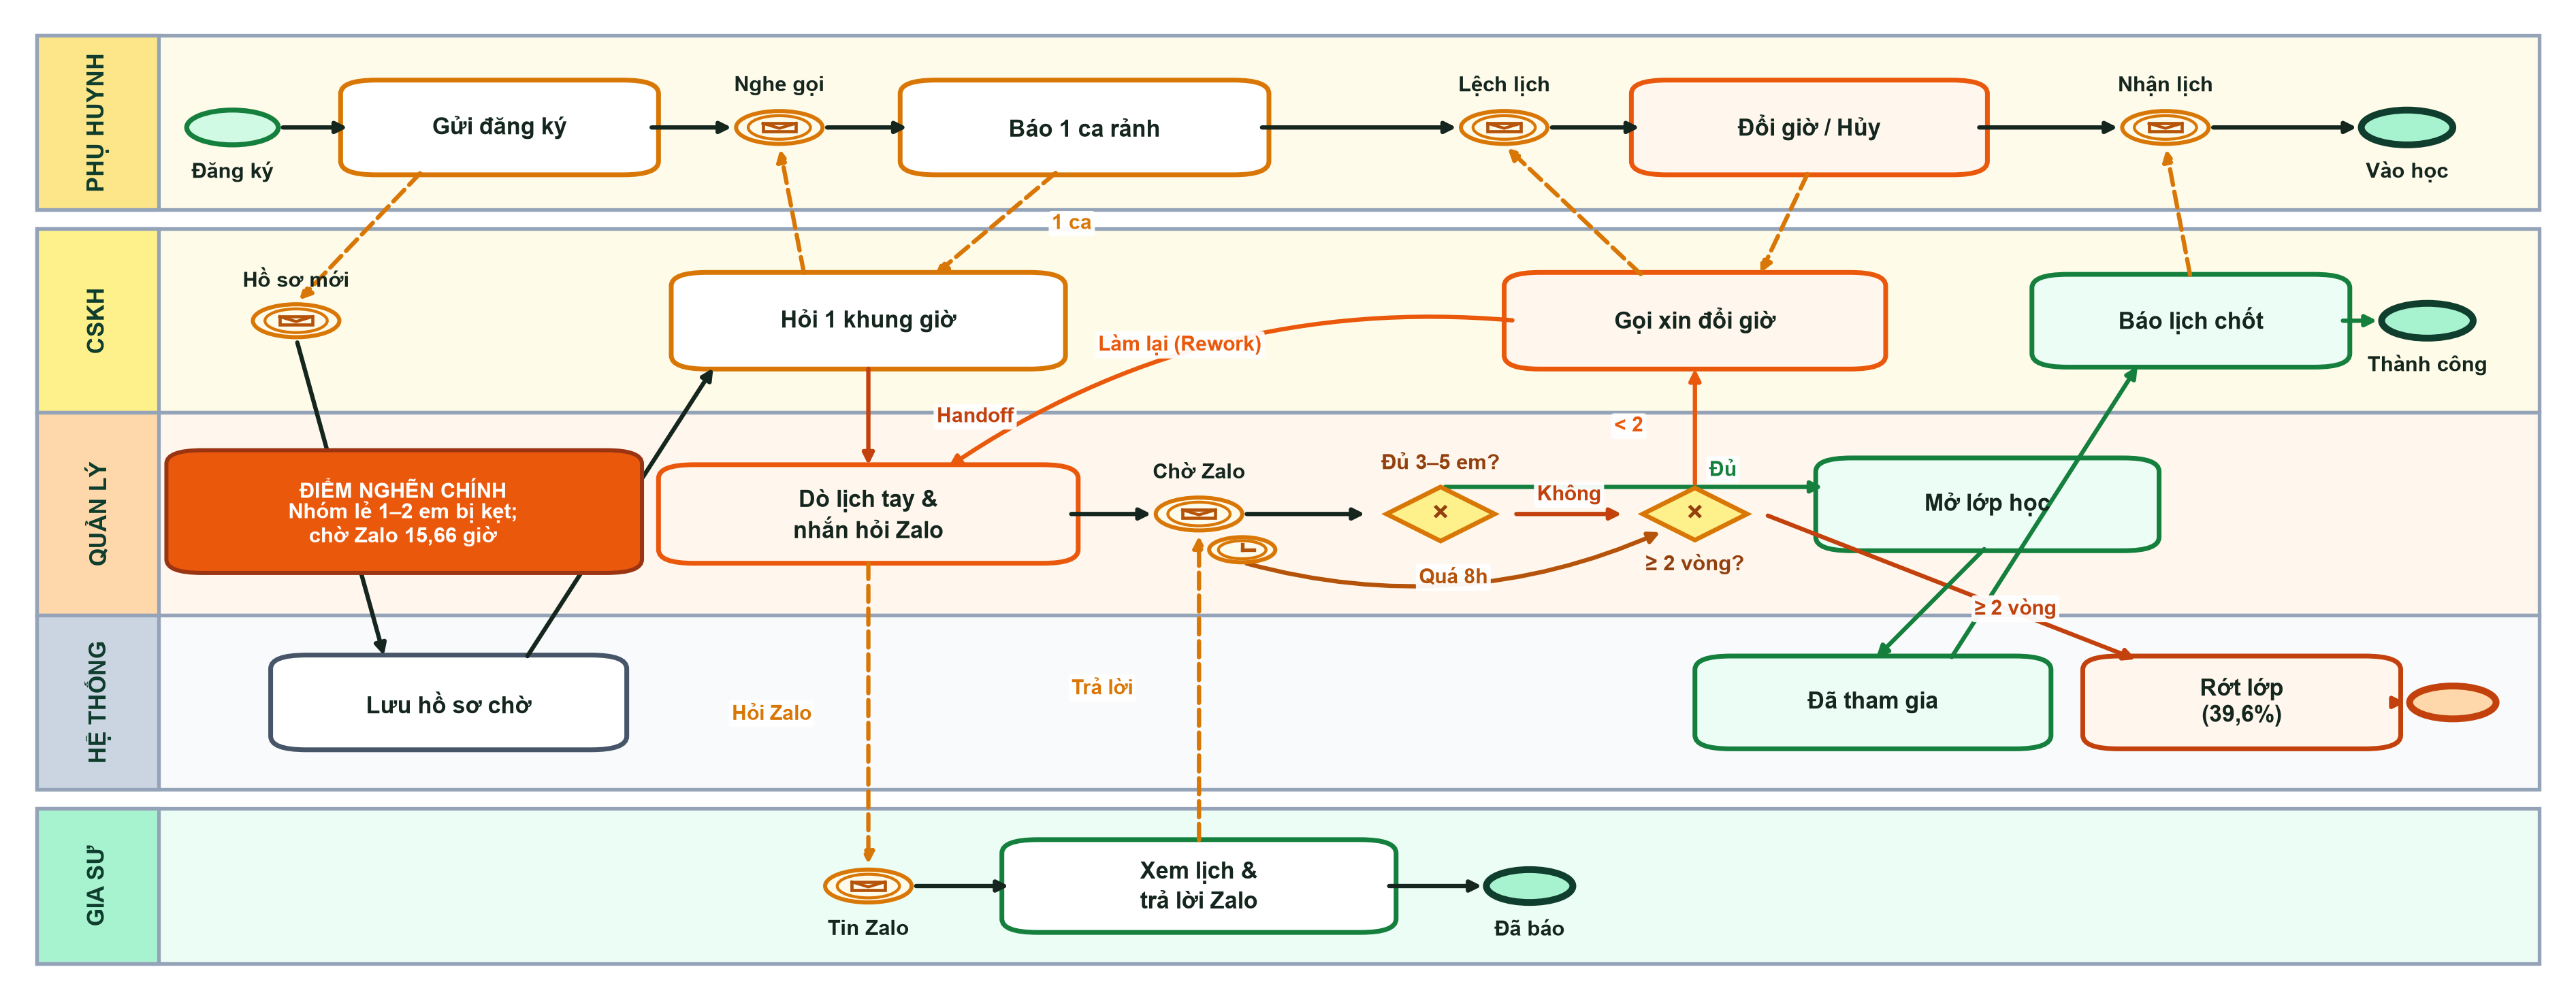 PHỤ HUYNH
Đăng ký
Gửi đăng ký
Nghe gọi
Báo 1 ca rảnh
Lệch lịch
Đổi giờ / Hủy
Nhận lịch
Vào học
1 ca
CSKH
Hồ sơ mới
Hỏi 1 khung giờ
Làm lại (Rework)
Gọi xin đổi giờ
Báo lịch chốt
Thành công
Handoff
< 2
QUẢN LÝ
ĐIỂM NGHẼN CHÍNH
Nhóm lẻ 1–2 em bị kẹt;
chờ Zalo 15,66 giờ
Dò lịch tay &
nhắn hỏi Zalo
Chờ Zalo
Đủ 3–5 em?
Không
Đủ
Mở lớp học
Quá 8h
≥ 2 vòng?
≥ 2 vòng
HỆ THỐNG
Lưu hồ sơ chờ
Hỏi Zalo
Trả lời
Đã tham gia
Rớt lớp
(39,6%)
GIA SƯ
Tin Zalo
Xem lịch &
trả lời Zalo
Đã báo